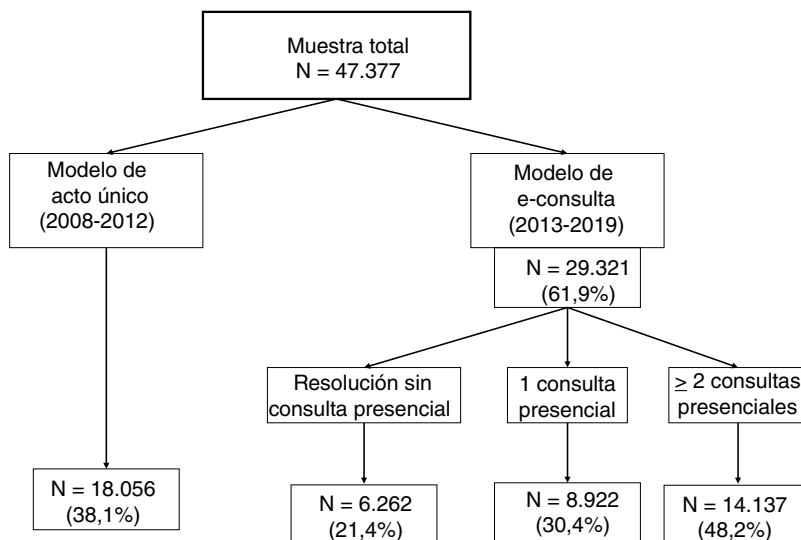 Muestra total
N = 47.377
Modelo de
acto único
(2008-2012)
Modelo de
e-consulta
(2013-2019)
N = 29.321
(61,9%)
Resolución sin
consulta presencial
1 consulta
presencial
≥ 2 consultas
presenciales
N = 18.056
(38,1%)
N = 6.262
(21,4%)
N = 8.922
(30,4%)
N = 14.137
(48,2%)